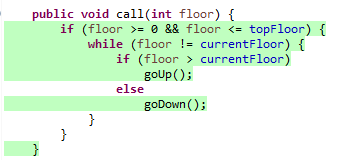 public void call(int floor) {
    if (floor >= 0 && floor <= topFloor) {
        while (floor != currentFloor) {
            if (floor > currentFloor)
                goUp();
            else
                goDown();
        }
    }
}